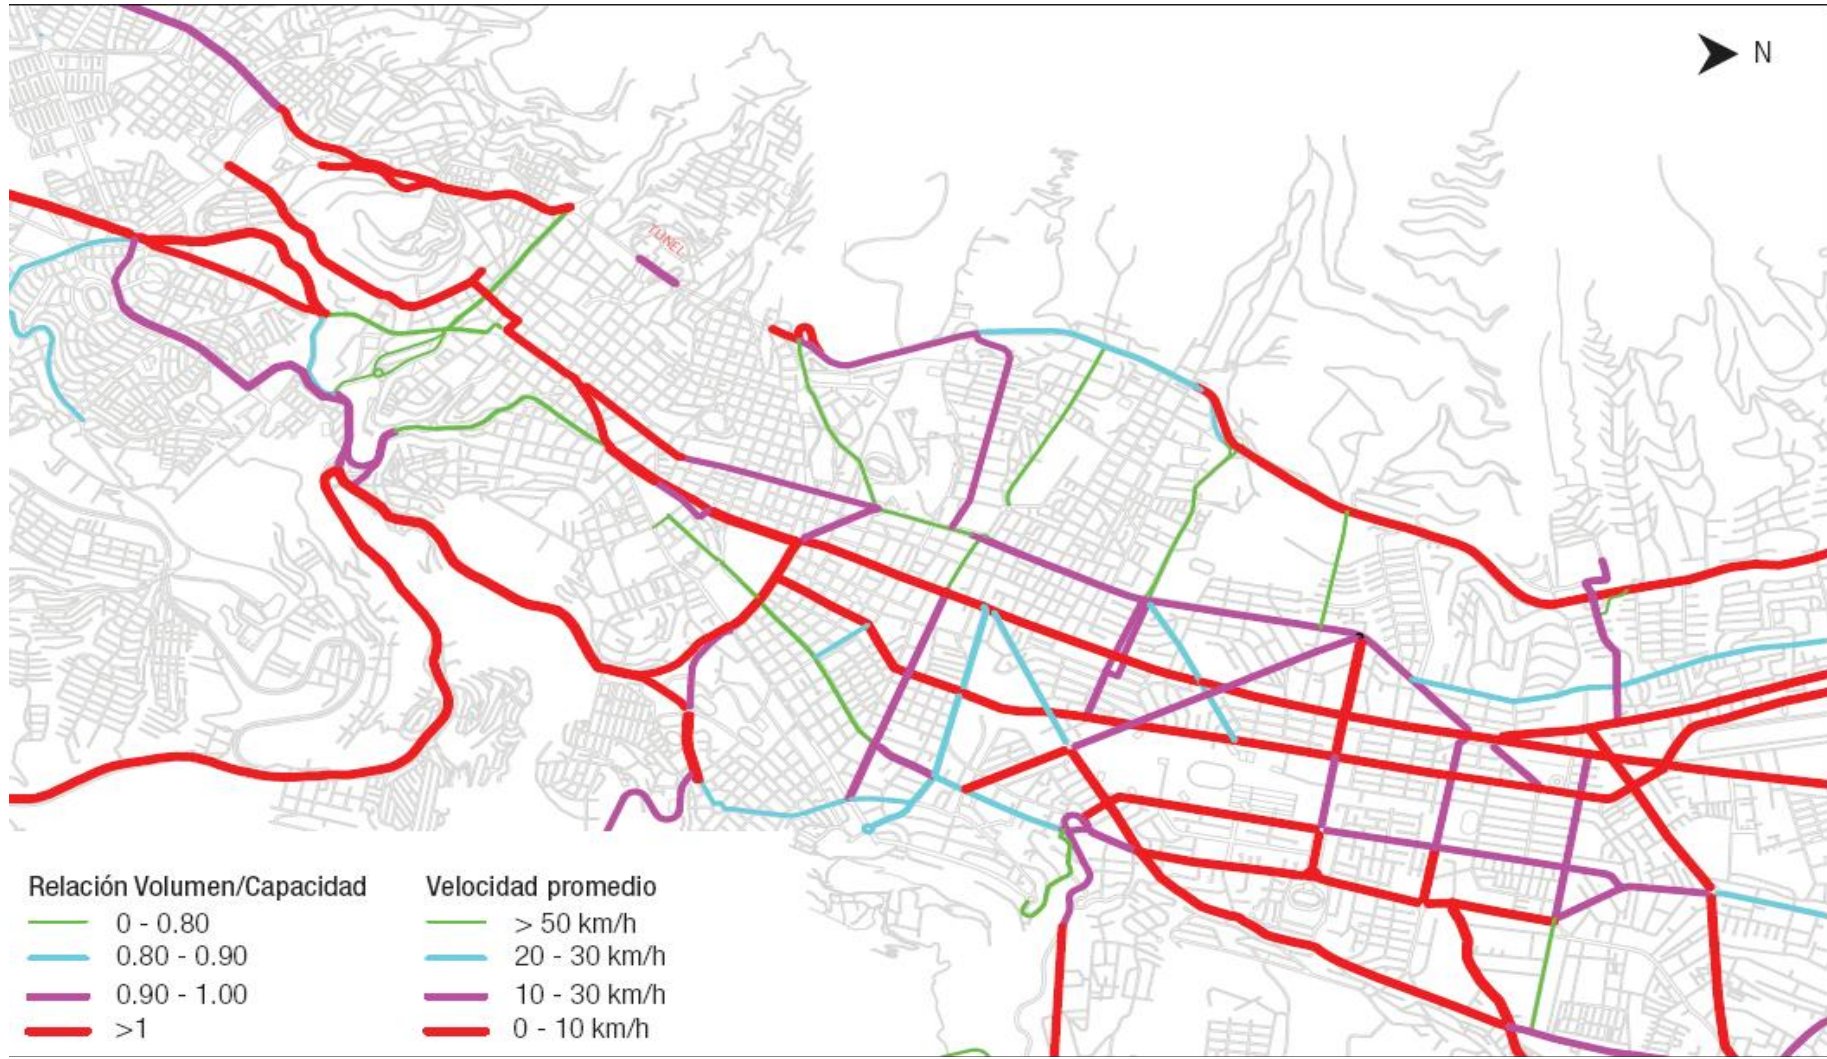 N
TUNEL
Relación Volumen/Capacidad
0 - 0.80
0.80 - 0.90
0.90 - 1.00
>1
Velocidad promedio
> 50 km/h
20 - 30 km/h
10 - 30 km/h
0 - 10 km/h